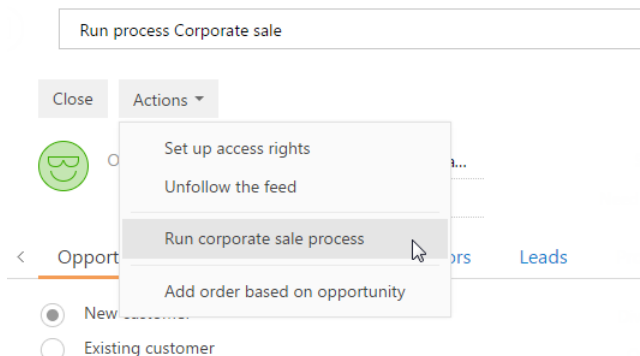 Run process Corporate sale
Close
Actions
Set up access rights
Unfollow the feed
Run corporate sale process
Add order based on opportunity
Opport
Leads
New customer
Existing customer